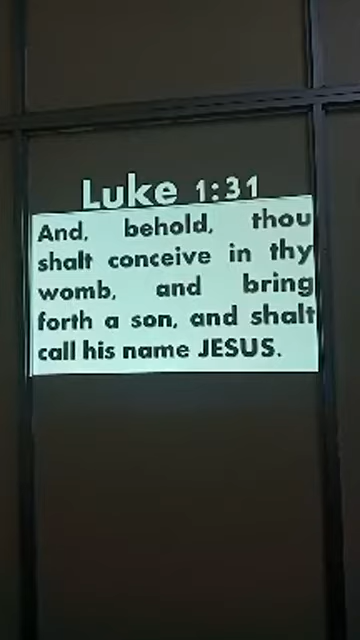 Luke 1:31
And, behold, thou
shalt conceive in thy
womb, and bring
forth a son, and shalt
call his name JESUS.